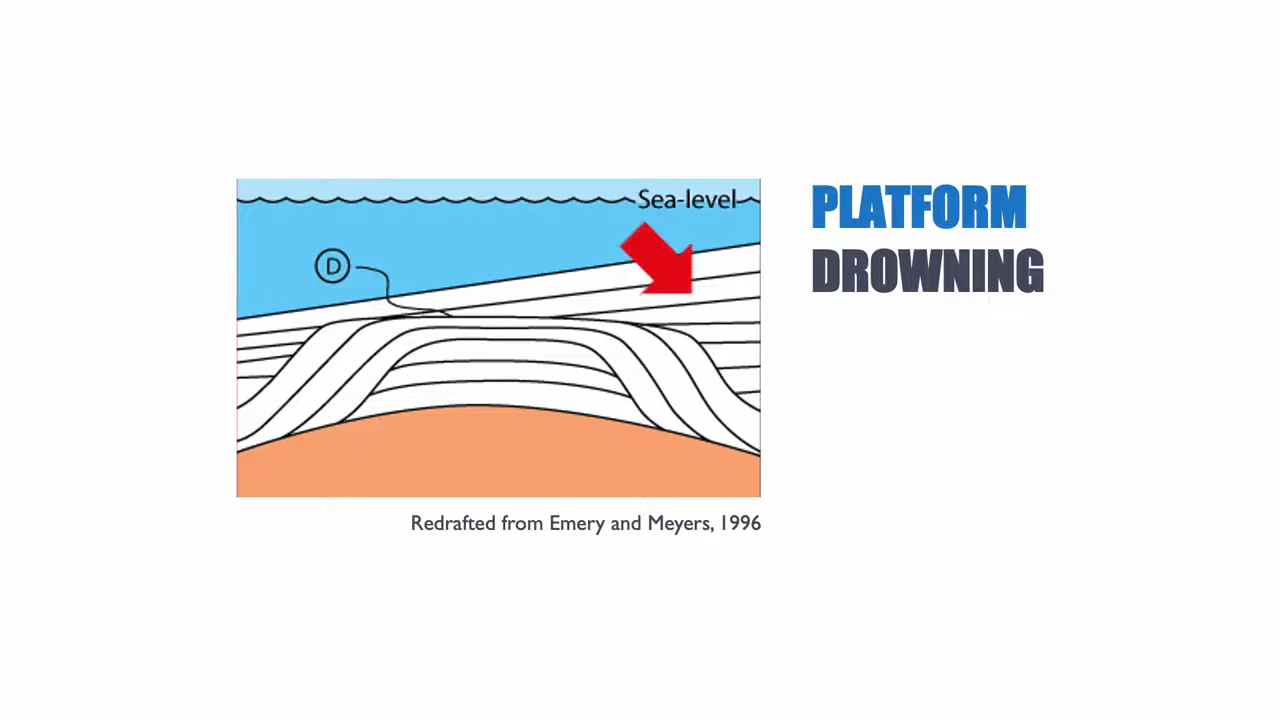 Sea-level
D
PLATFORM
DROWNING
Redrafted from Emery and Meyers, 1996